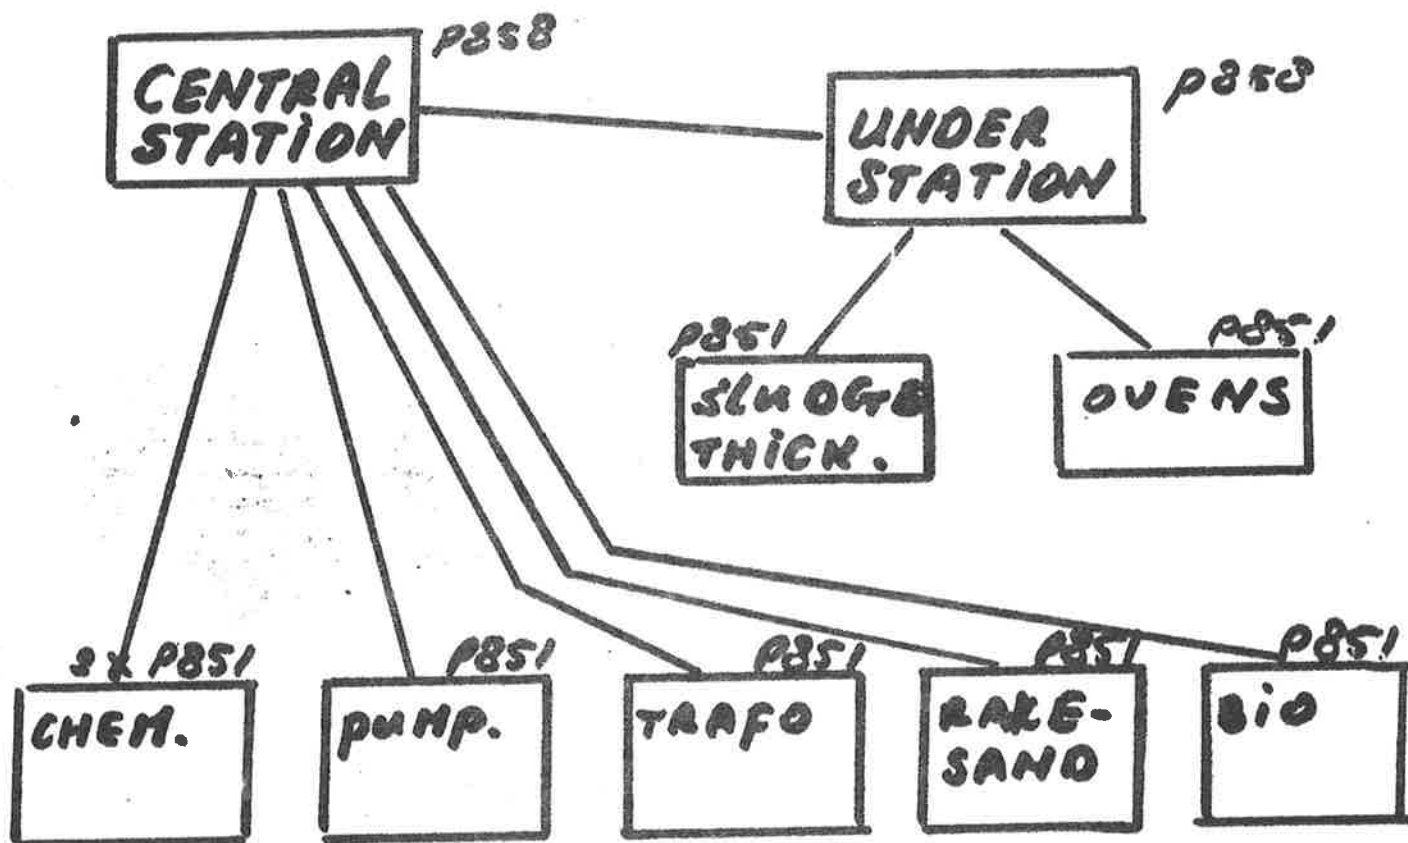 P858
CENTRAL
STATION
P858
UNDER
STATION
P851
SLUDGE
THICK.
P851
OVENS
P851
CHEM.
P851
PUMP.
P851
TRAFO
P851
RAKE-
SAND
P851
BIO